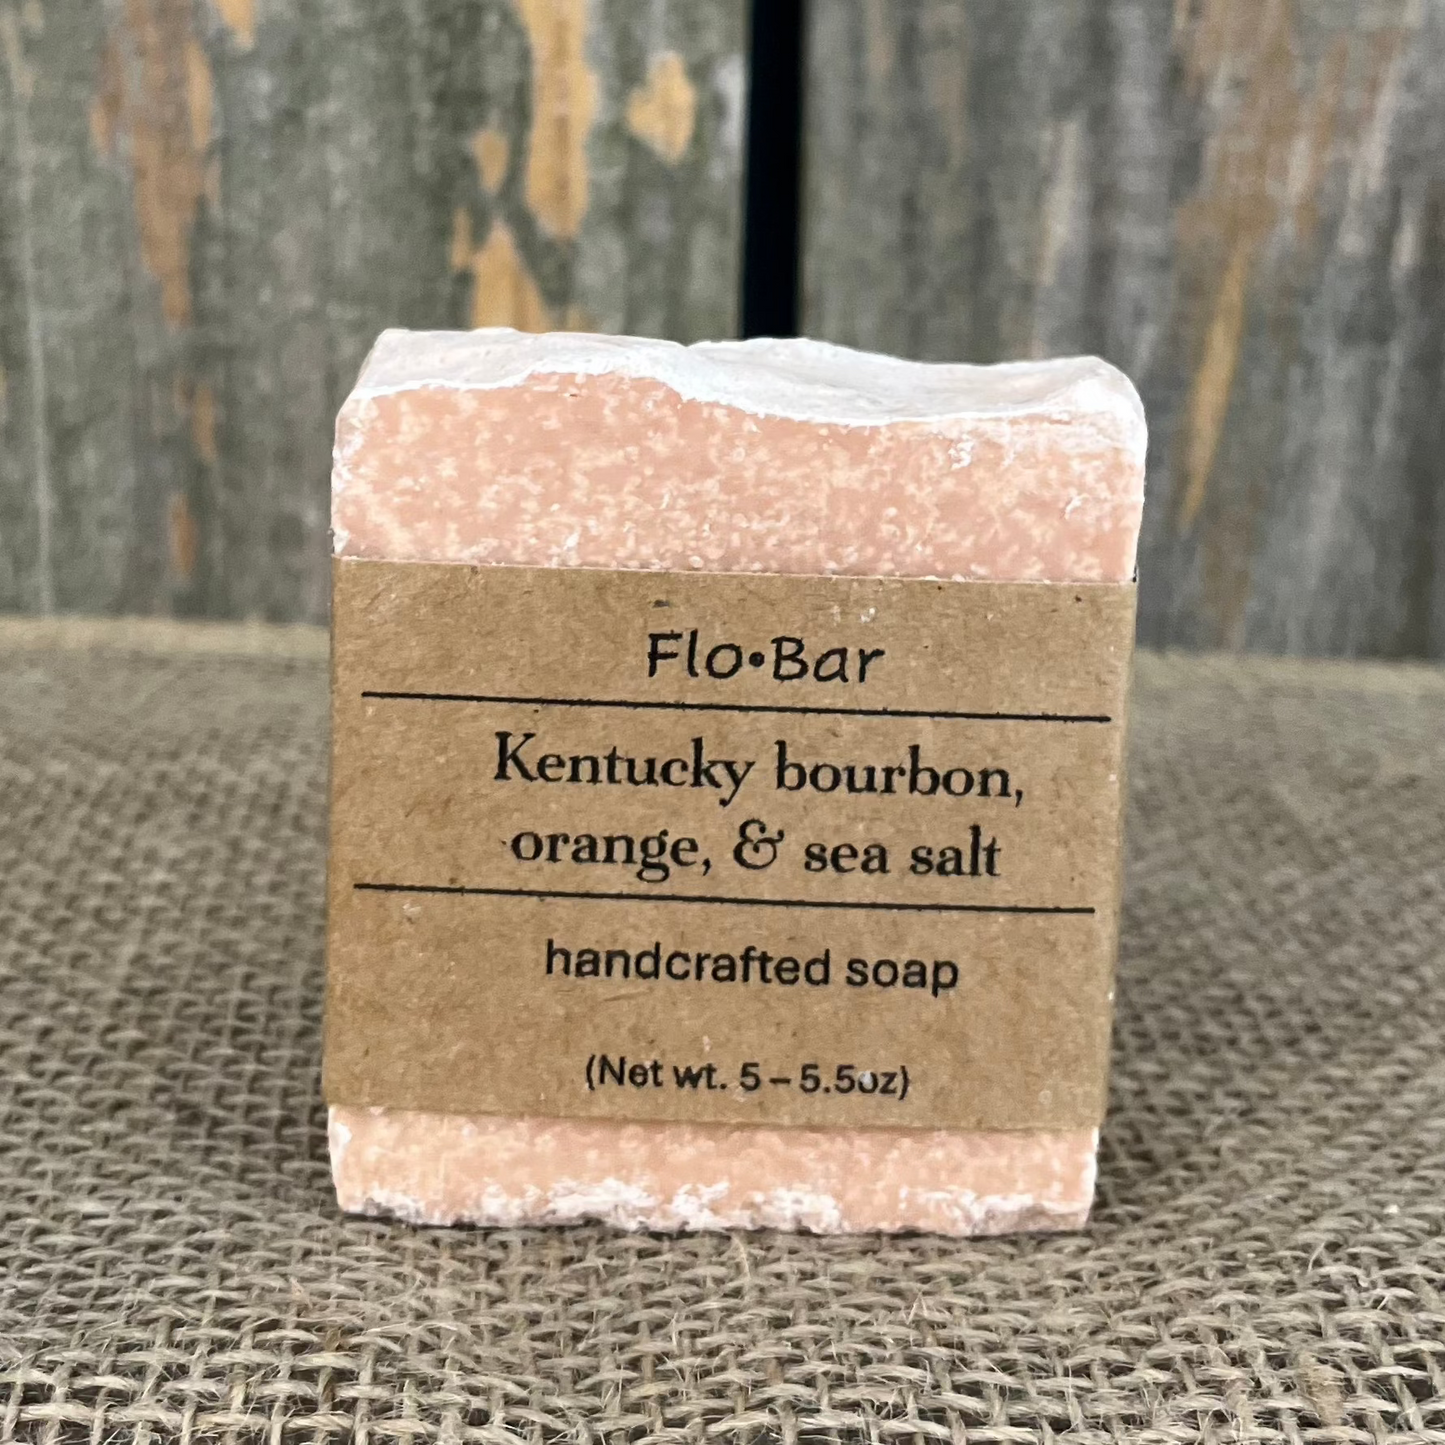 Flo•Bar
Kentucky bourbon,
orange, & sea salt
handcrafted soap
(Net wt. 5 – 5.5oz)